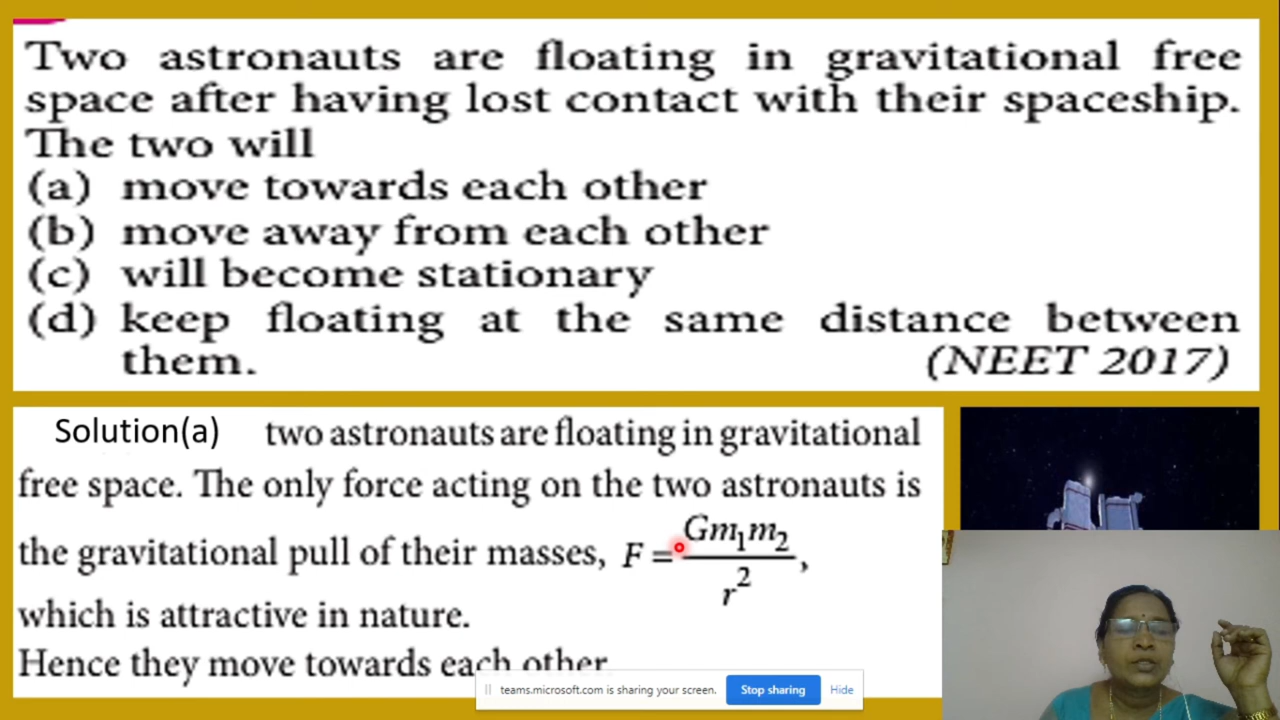 Two astronauts are floating in gravitational free
space after having lost contact with their spaceship.
The two will
(a) move towards each other
(b) move away from each other
(c) will become stationary
(d) keep floating at the same distance between
them. (NEET 2017)
Solution(a) two astronauts are floating in gravitational
free space. The only force acting on the two astronauts is
the gravitational pull of their masses, F = Gm₁m₂/r²,
which is attractive in nature.
Hence they move towards each other.
teams.microsoft.com is sharing your screen. Stop sharing Hide